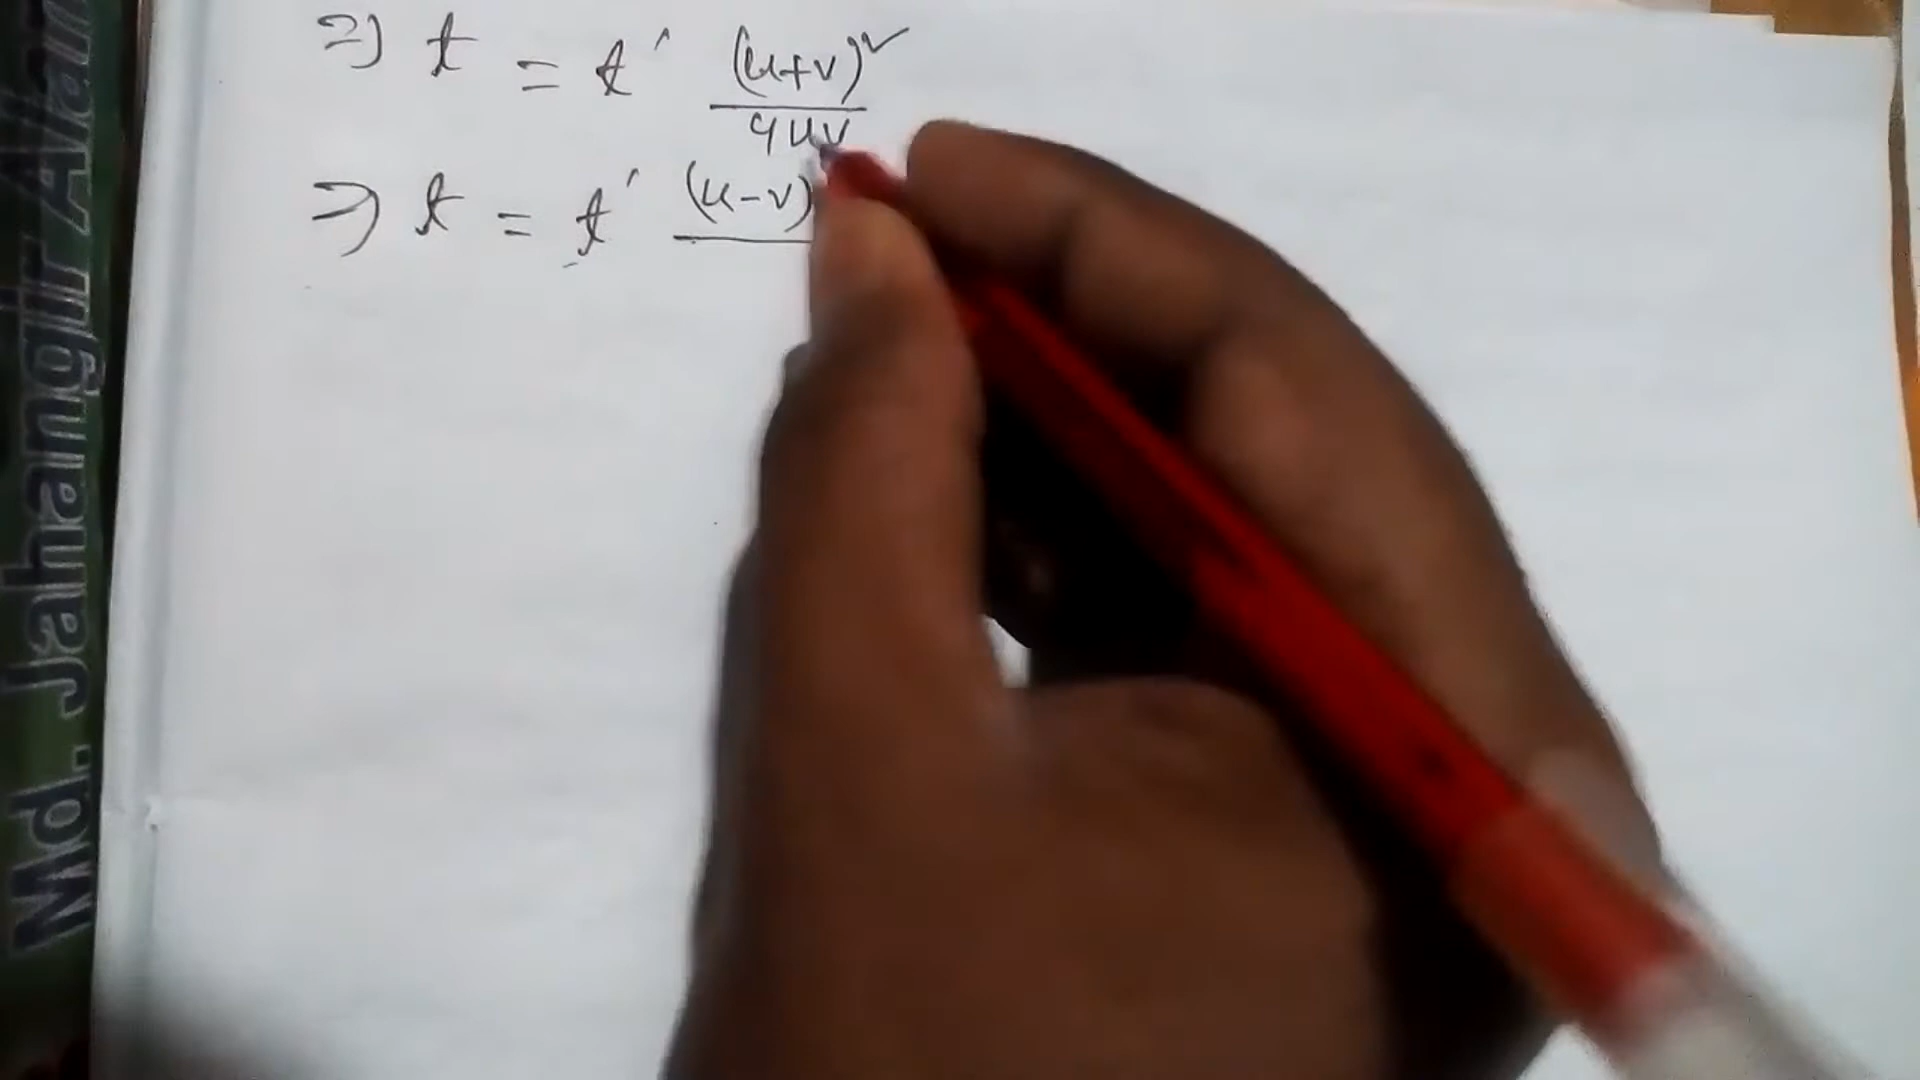 ⇒ t = t′ (u+v)² / 4uv
⇒ t = t′ (u-v)
Md. Jahangir Alam